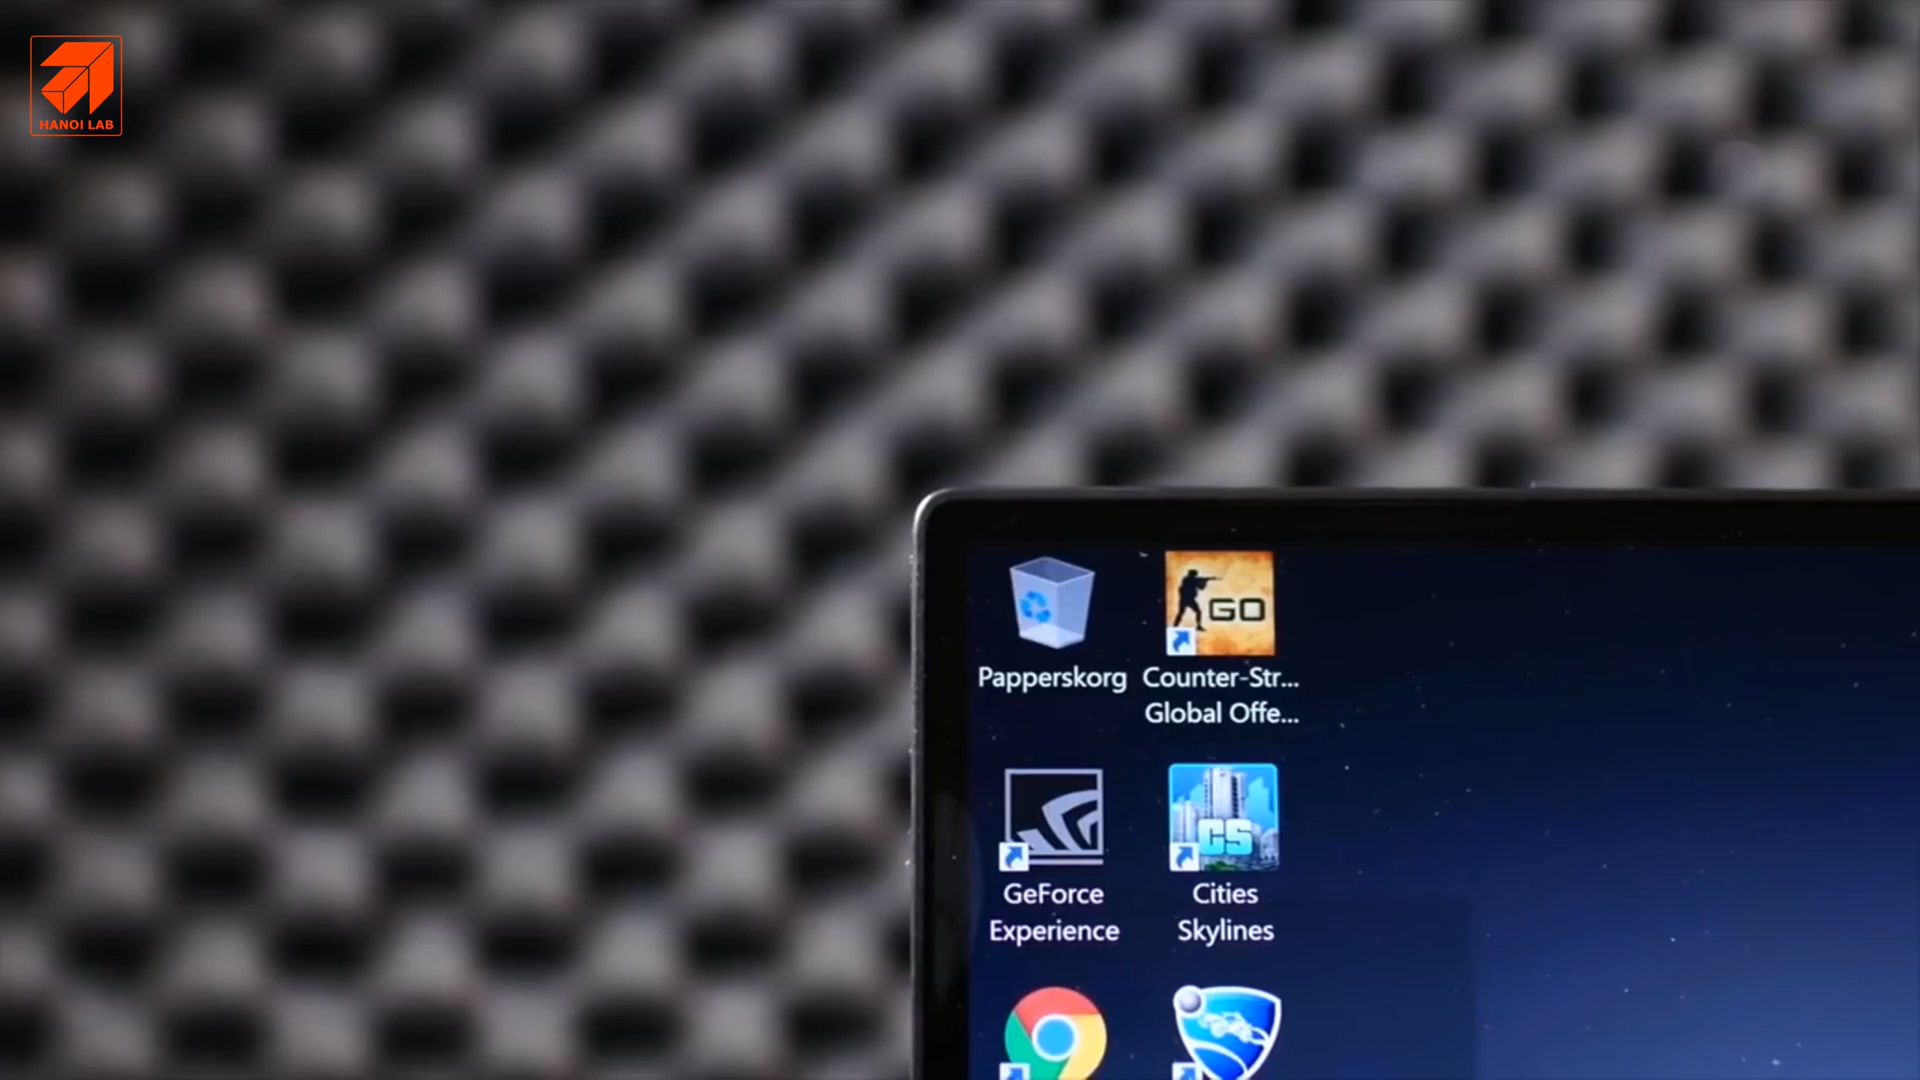 HANOI LAB
Papperskorg
Counter-Str...
Global Offe...
GO
GeForce
Experience
CS
Cities
Skylines